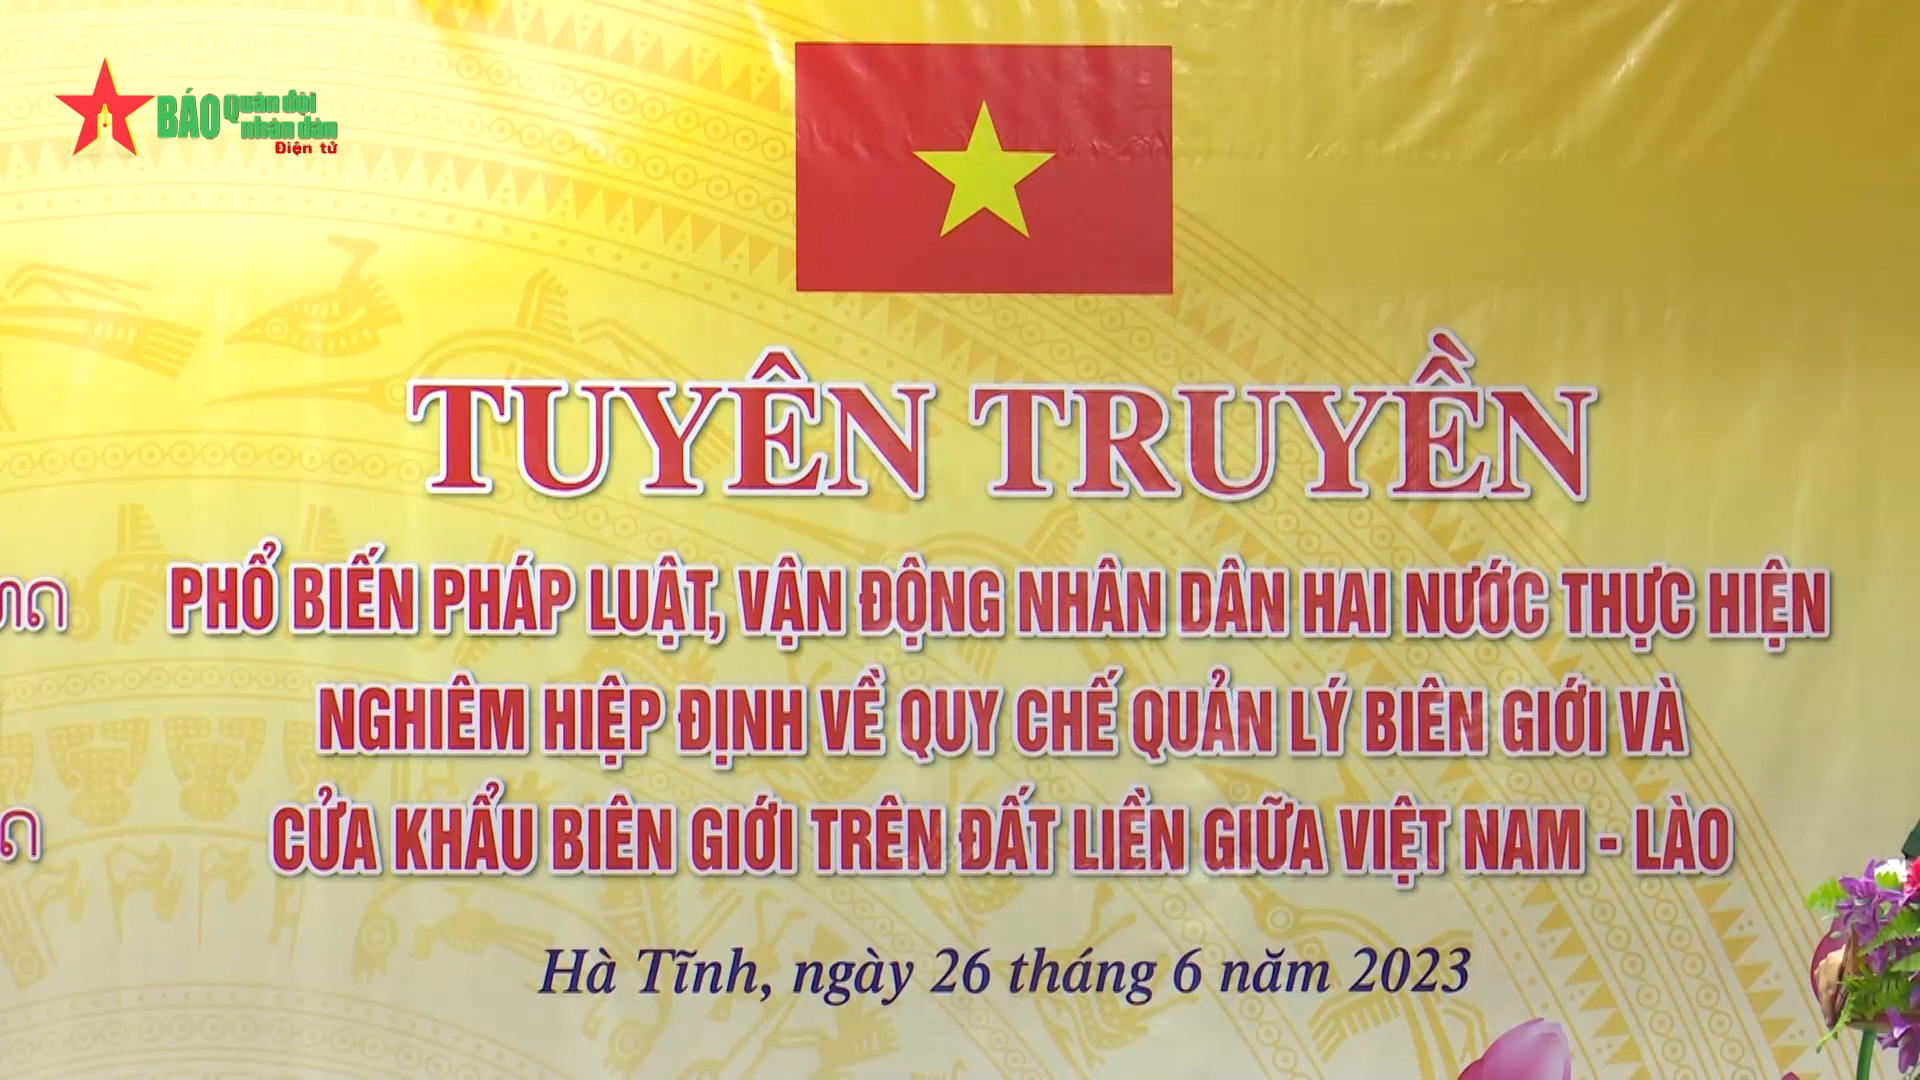 BÁO Quân đội
nhân dân
Điện tử
TUYÊN TRUYỀN
PHỔ BIẾN PHÁP LUẬT, VẬN ĐỘNG NHÂN DÂN HAI NƯỚC THỰC HIỆN
NGHIÊM HIỆP ĐỊNH VỀ QUY CHẾ QUẢN LÝ BIÊN GIỚI VÀ
CỬA KHẨU BIÊN GIỚI TRÊN ĐẤT LIỀN GIỮA VIỆT NAM - LÀO
Hà Tĩnh, ngày 26 tháng 6 năm 2023